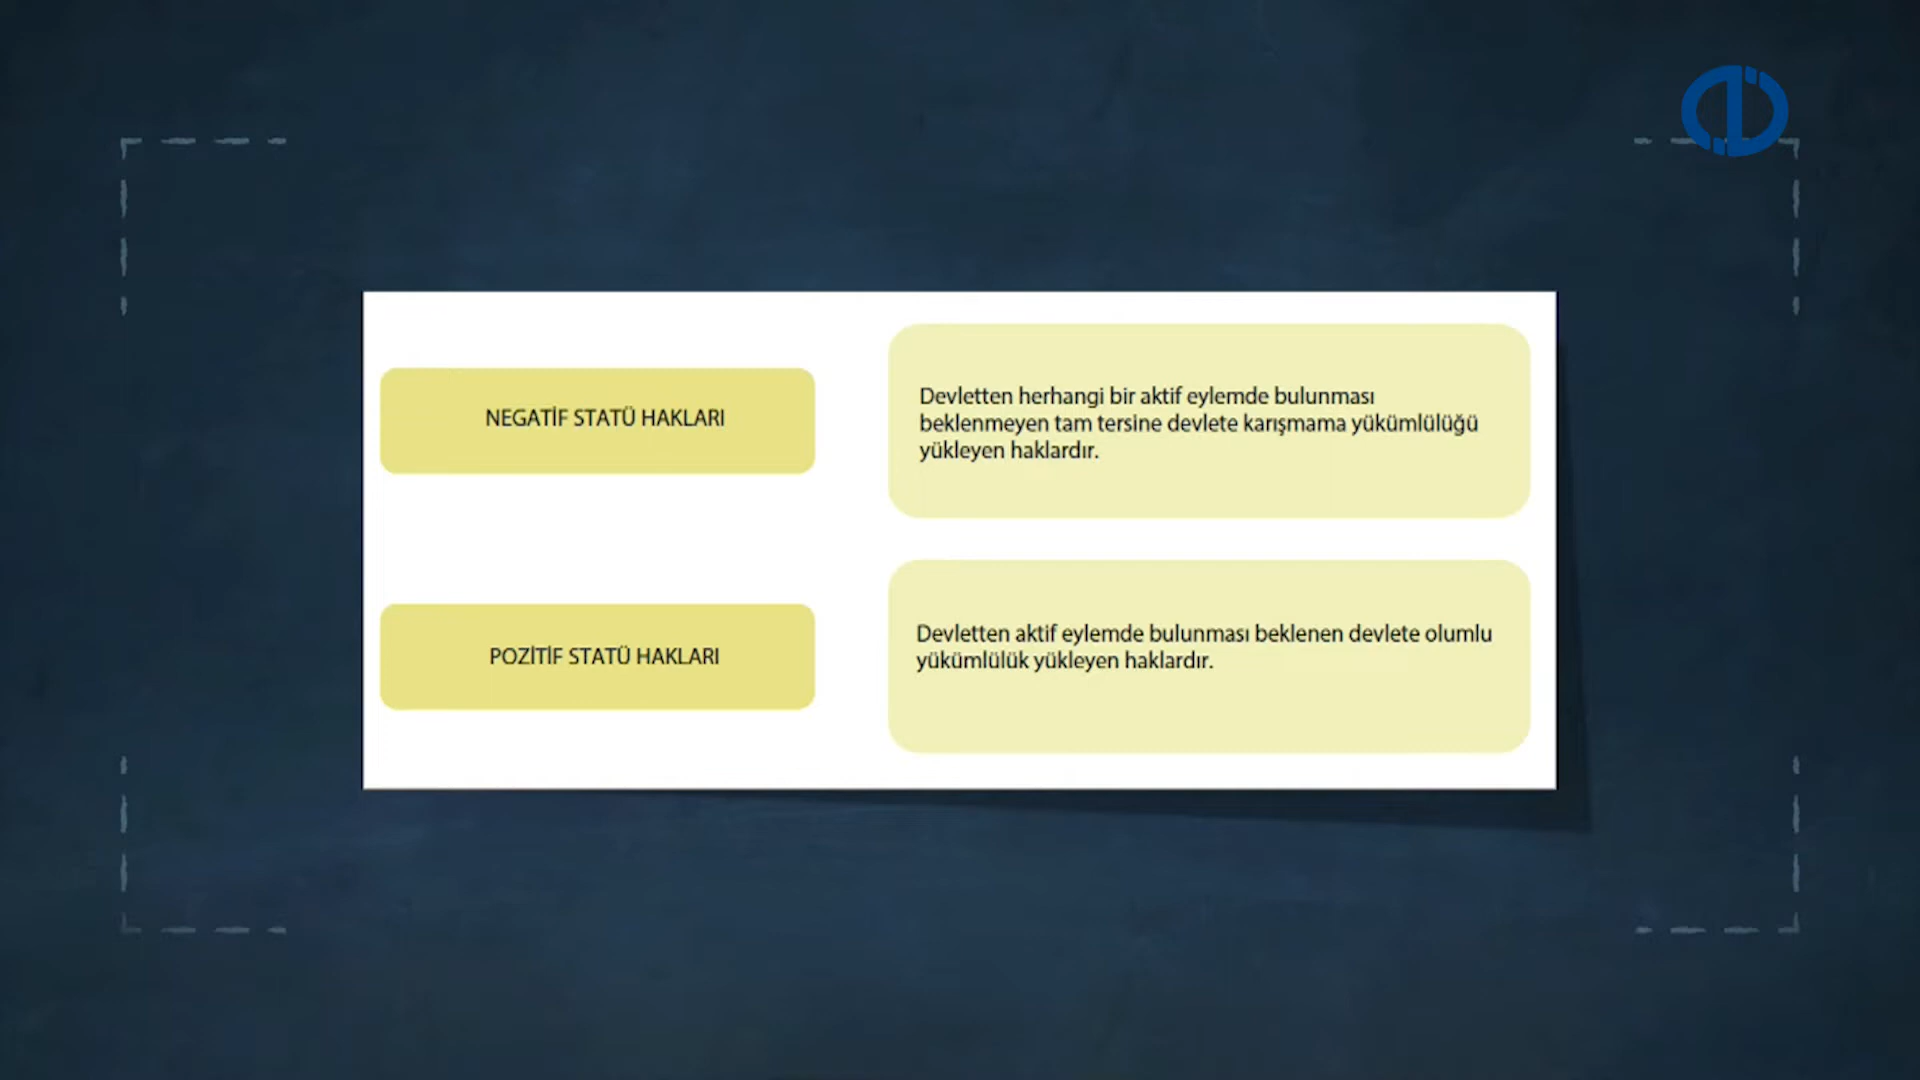 NEGATİF STATÜ HAKLARI
Devletten herhangi bir aktif eylemde bulunması
beklenmeyen tam tersine devlete karışmama yükümlülüğü
yükleyen haklardır.
POZİTİF STATÜ HAKLARI
Devletten aktif eylemde bulunması beklenen devlete olumlu
yükümlülük yükleyen haklardır.